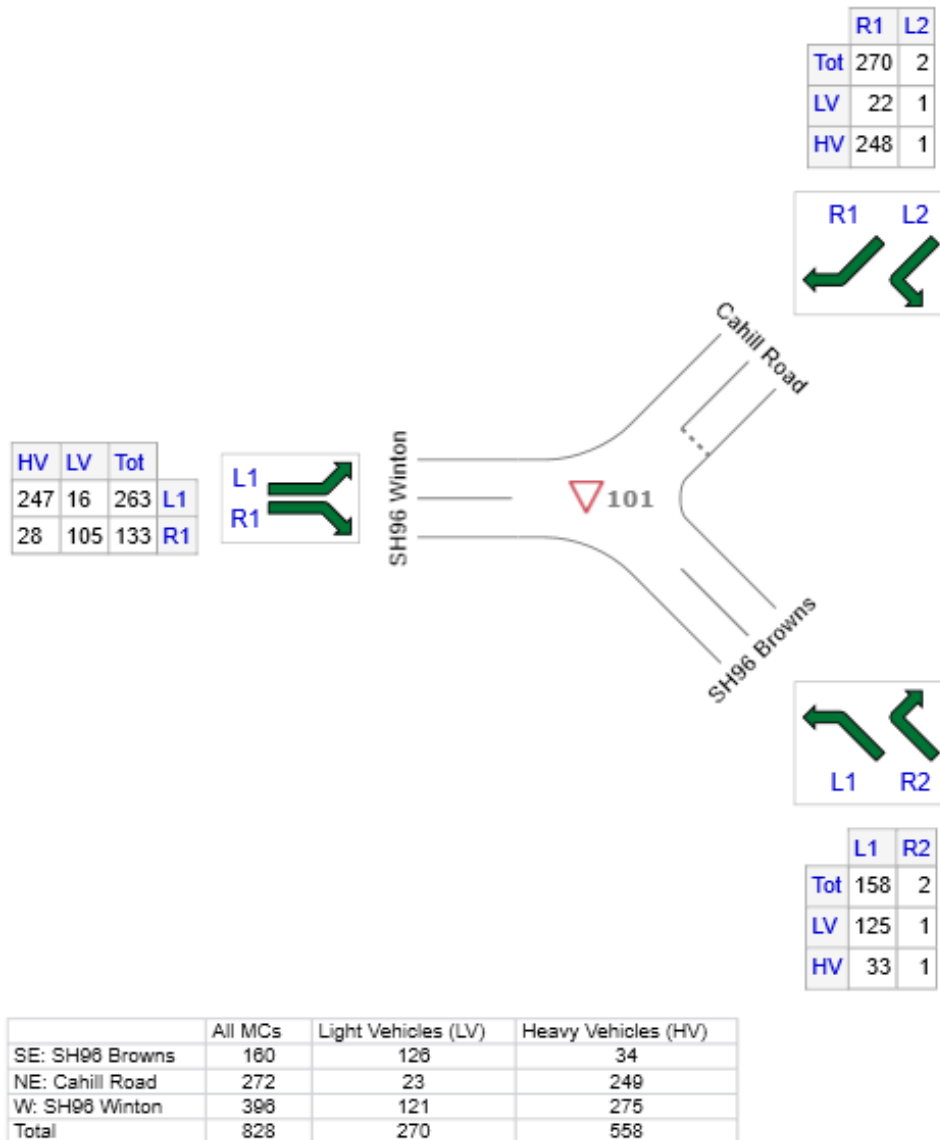 R1 L2
Tot 270 2
LV 22 1
HV 248 1
R1 L2
Cahill Road
HV LV Tot
247 16 263 L1
28 105 133 R1
L1
R1
SH96 Winton
101
SH96 Browns
L1 R2
L1 R2
Tot 158 2
LV 125 1
HV 33 1
All MCs Light Vehicles (LV) Heavy Vehicles (HV)
SE: SH96 Browns 160 126 34
NE: Cahill Road 272 23 249
W: SH96 Winton 396 121 275
Total 828 270 558